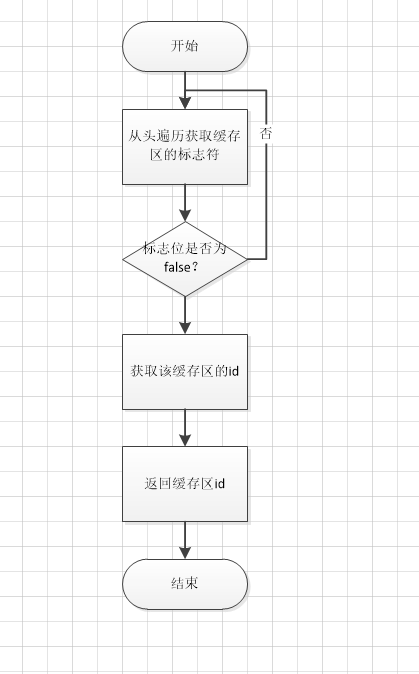 开始
否
从头遍历获取缓存
区的标志符
标志位是否为
false?
获取该缓存区的id
返回缓存区id
结束